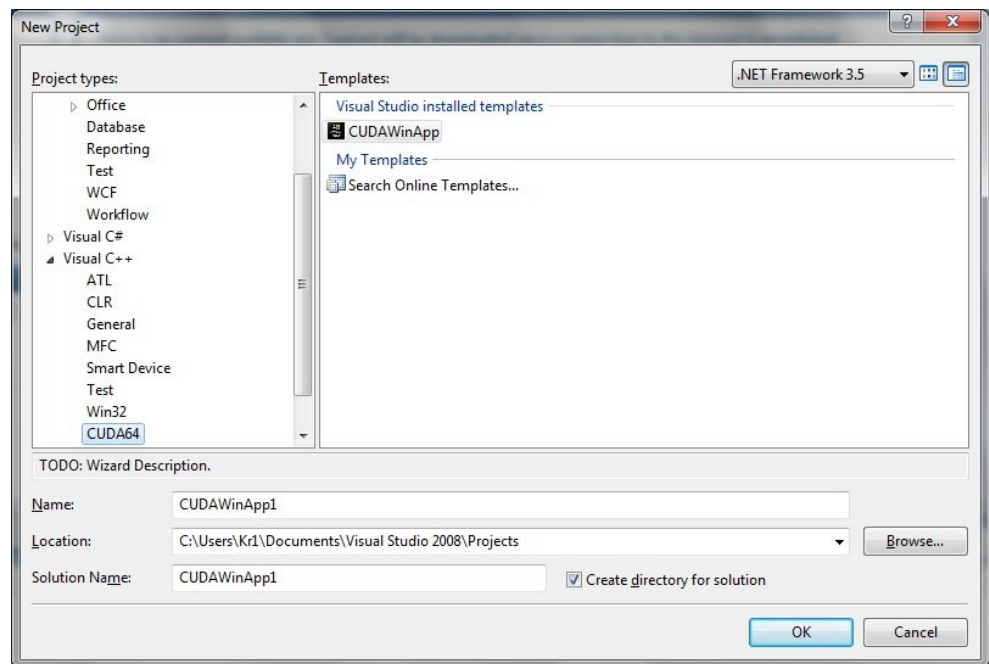 New Project
Project types:
Templates:
.NET Framework 3.5
Office
Database
Reporting
Test
WCF
Workflow
Visual C#
Visual C++
ATL
CLR
General
MFC
Smart Device
Test
Win32
CUDA64
Visual Studio installed templates
CUDAWinApp
My Templates
Search Online Templates...
TODO: Wizard Description.
Name:
CUDAWinApp1
Location:
C:\Users\Kr1\Documents\Visual Studio 2008\Projects
Browse...
Solution Name:
CUDAWinApp1
Create directory for solution
OK
Cancel